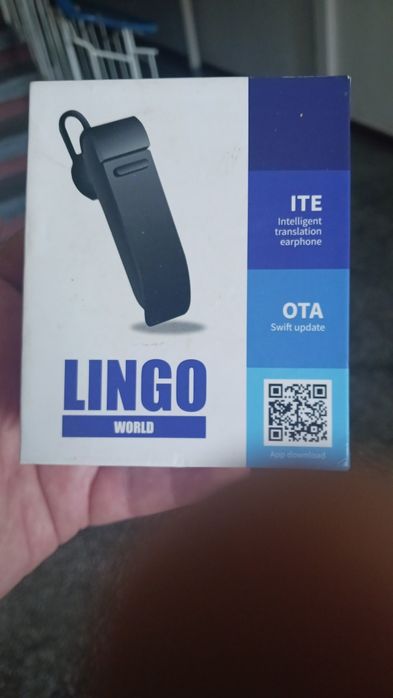 ITE
Intelligent
translation
earphone
OTA
Swift update
LINGO
WORLD
App download